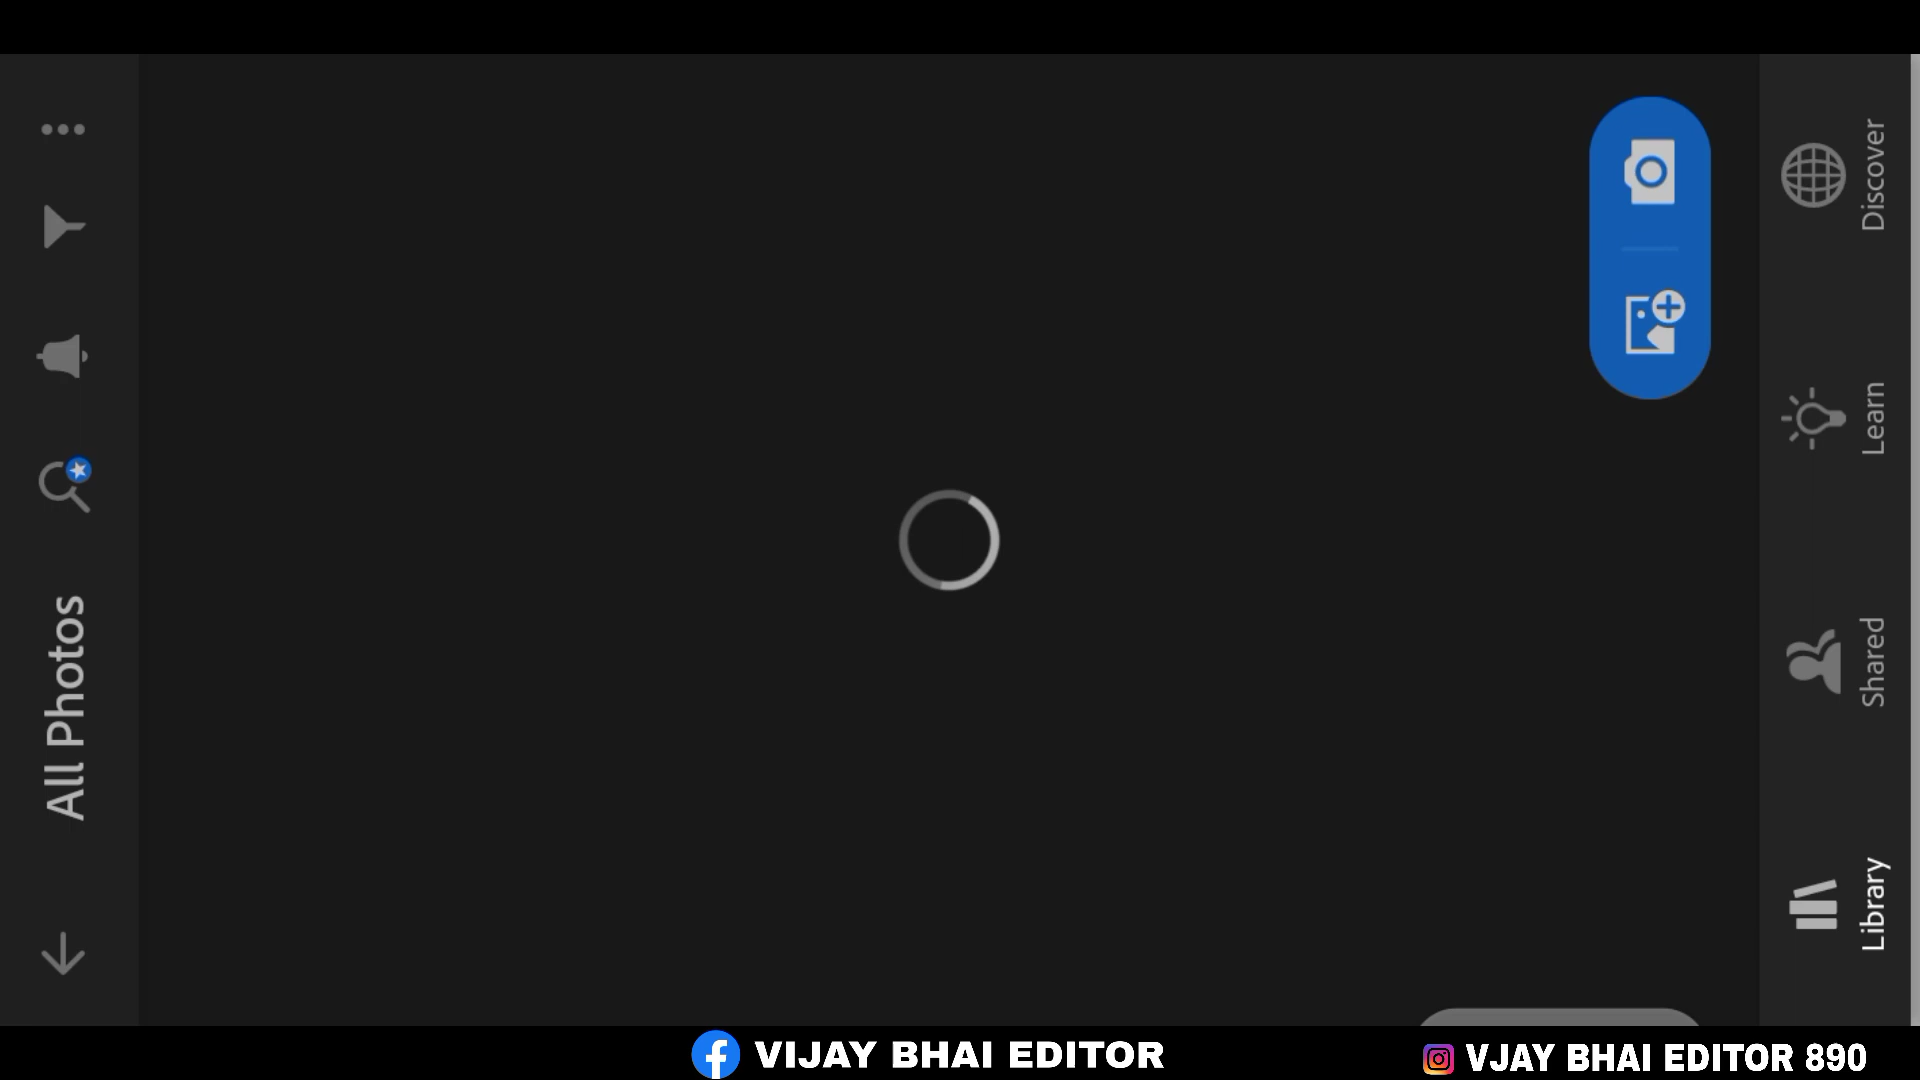 All Photos
Library
Shared
Learn
Discover
VIJAY BHAI EDITOR
VJAY BHAI EDITOR 890